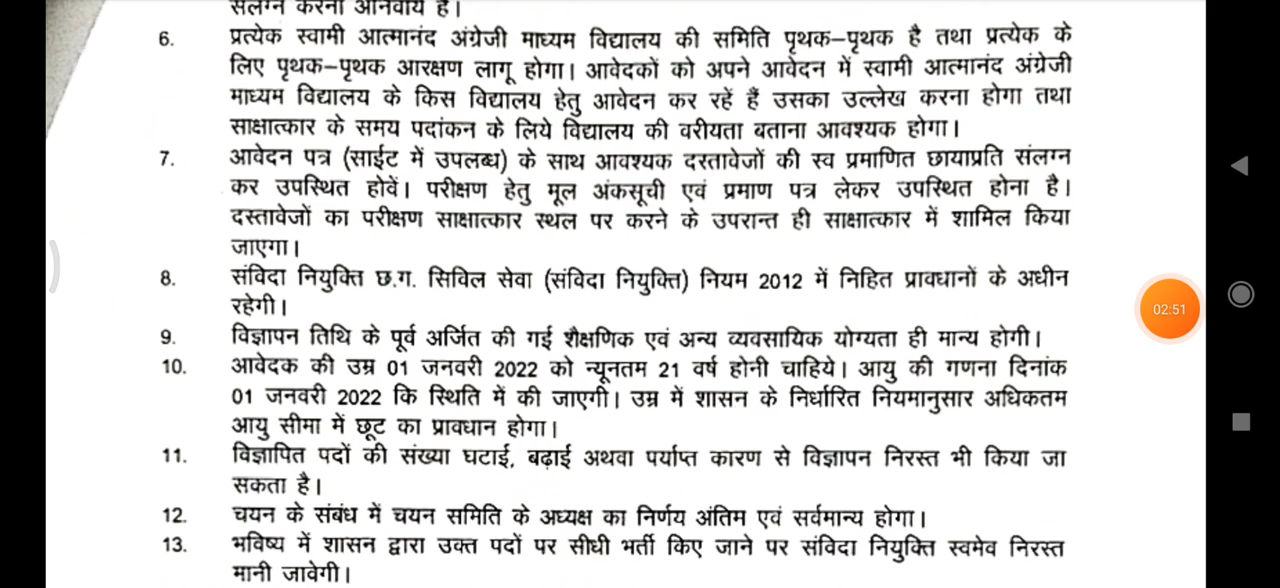 संलग्न करना अनिवार्य है।
6. प्रत्येक स्वामी आत्मानंद अंग्रेजी माध्यम विद्यालय की समिति पृथक–पृथक है तथा प्रत्येक के
लिए पृथक–पृथक आरक्षण लागू होगा। आवेदकों को अपने आवेदन में स्वामी आत्मानंद अंग्रेजी
माध्यम विद्यालय के किस विद्यालय हेतु आवेदन कर रहें हैं उसका उल्लेख करना होगा तथा
साक्षात्कार के समय पदांकन के लिये विद्यालय की वरीयता बताना आवश्यक होगा।
7. आवेदन पत्र (साईट में उपलब्ध) के साथ आवश्यक दस्तावेजों की स्व प्रमाणित छायाप्रति संलग्न
कर उपस्थित होवें। परीक्षण हेतु मूल अंकसूची एवं प्रमाण पत्र लेकर उपस्थित होना है।
दस्तावेजों का परीक्षण साक्षात्कार स्थल पर करने के उपरान्त ही साक्षात्कार में शामिल किया
जाएगा।
8. संविदा नियुक्ति छ.ग. सिविल सेवा (संविदा नियुक्ति) नियम 2012 में निहित प्रावधानों के अधीन
रहेगी।
9. विज्ञापन तिथि के पूर्व अर्जित की गई शैक्षणिक एवं अन्य व्यवसायिक योग्यता ही मान्य होगी।
10. आवेदक की उम्र 01 जनवरी 2022 को न्यूनतम 21 वर्ष होनी चाहिये। आयु की गणना दिनांक
01 जनवरी 2022 कि स्थिति में की जाएगी। उम्र में शासन के निर्धारित नियमानुसार अधिकतम
आयु सीमा में छूट का प्रावधान होगा।
11. विज्ञापित पदों की संख्या घटाई, बढ़ाई अथवा पर्याप्त कारण से विज्ञापन निरस्त भी किया जा
सकता है।
12. चयन के संबंध में चयन समिति के अध्यक्ष का निर्णय अंतिम एवं सर्वमान्य होगा।
13. भविष्य में शासन द्वारा उक्त पदों पर सीधी भर्ती किए जाने पर संविदा नियुक्ति स्वमेव निरस्त
मानी जावेगी।
02:51